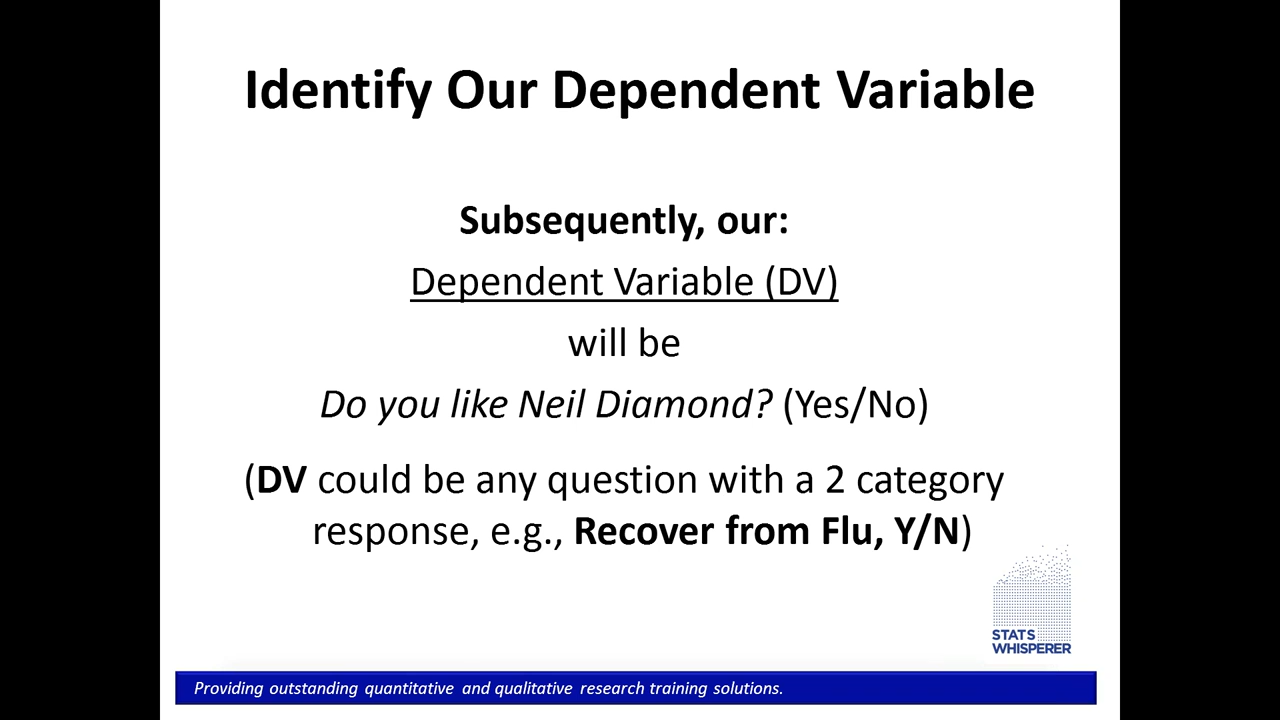 Identify Our Dependent Variable
Subsequently, our:
Dependent Variable (DV)
will be
Do you like Neil Diamond? (Yes/No)
(DV could be any question with a 2 category
response, e.g., Recover from Flu, Y/N)
STATS
WHISPERER
Providing outstanding quantitative and qualitative research training solutions.